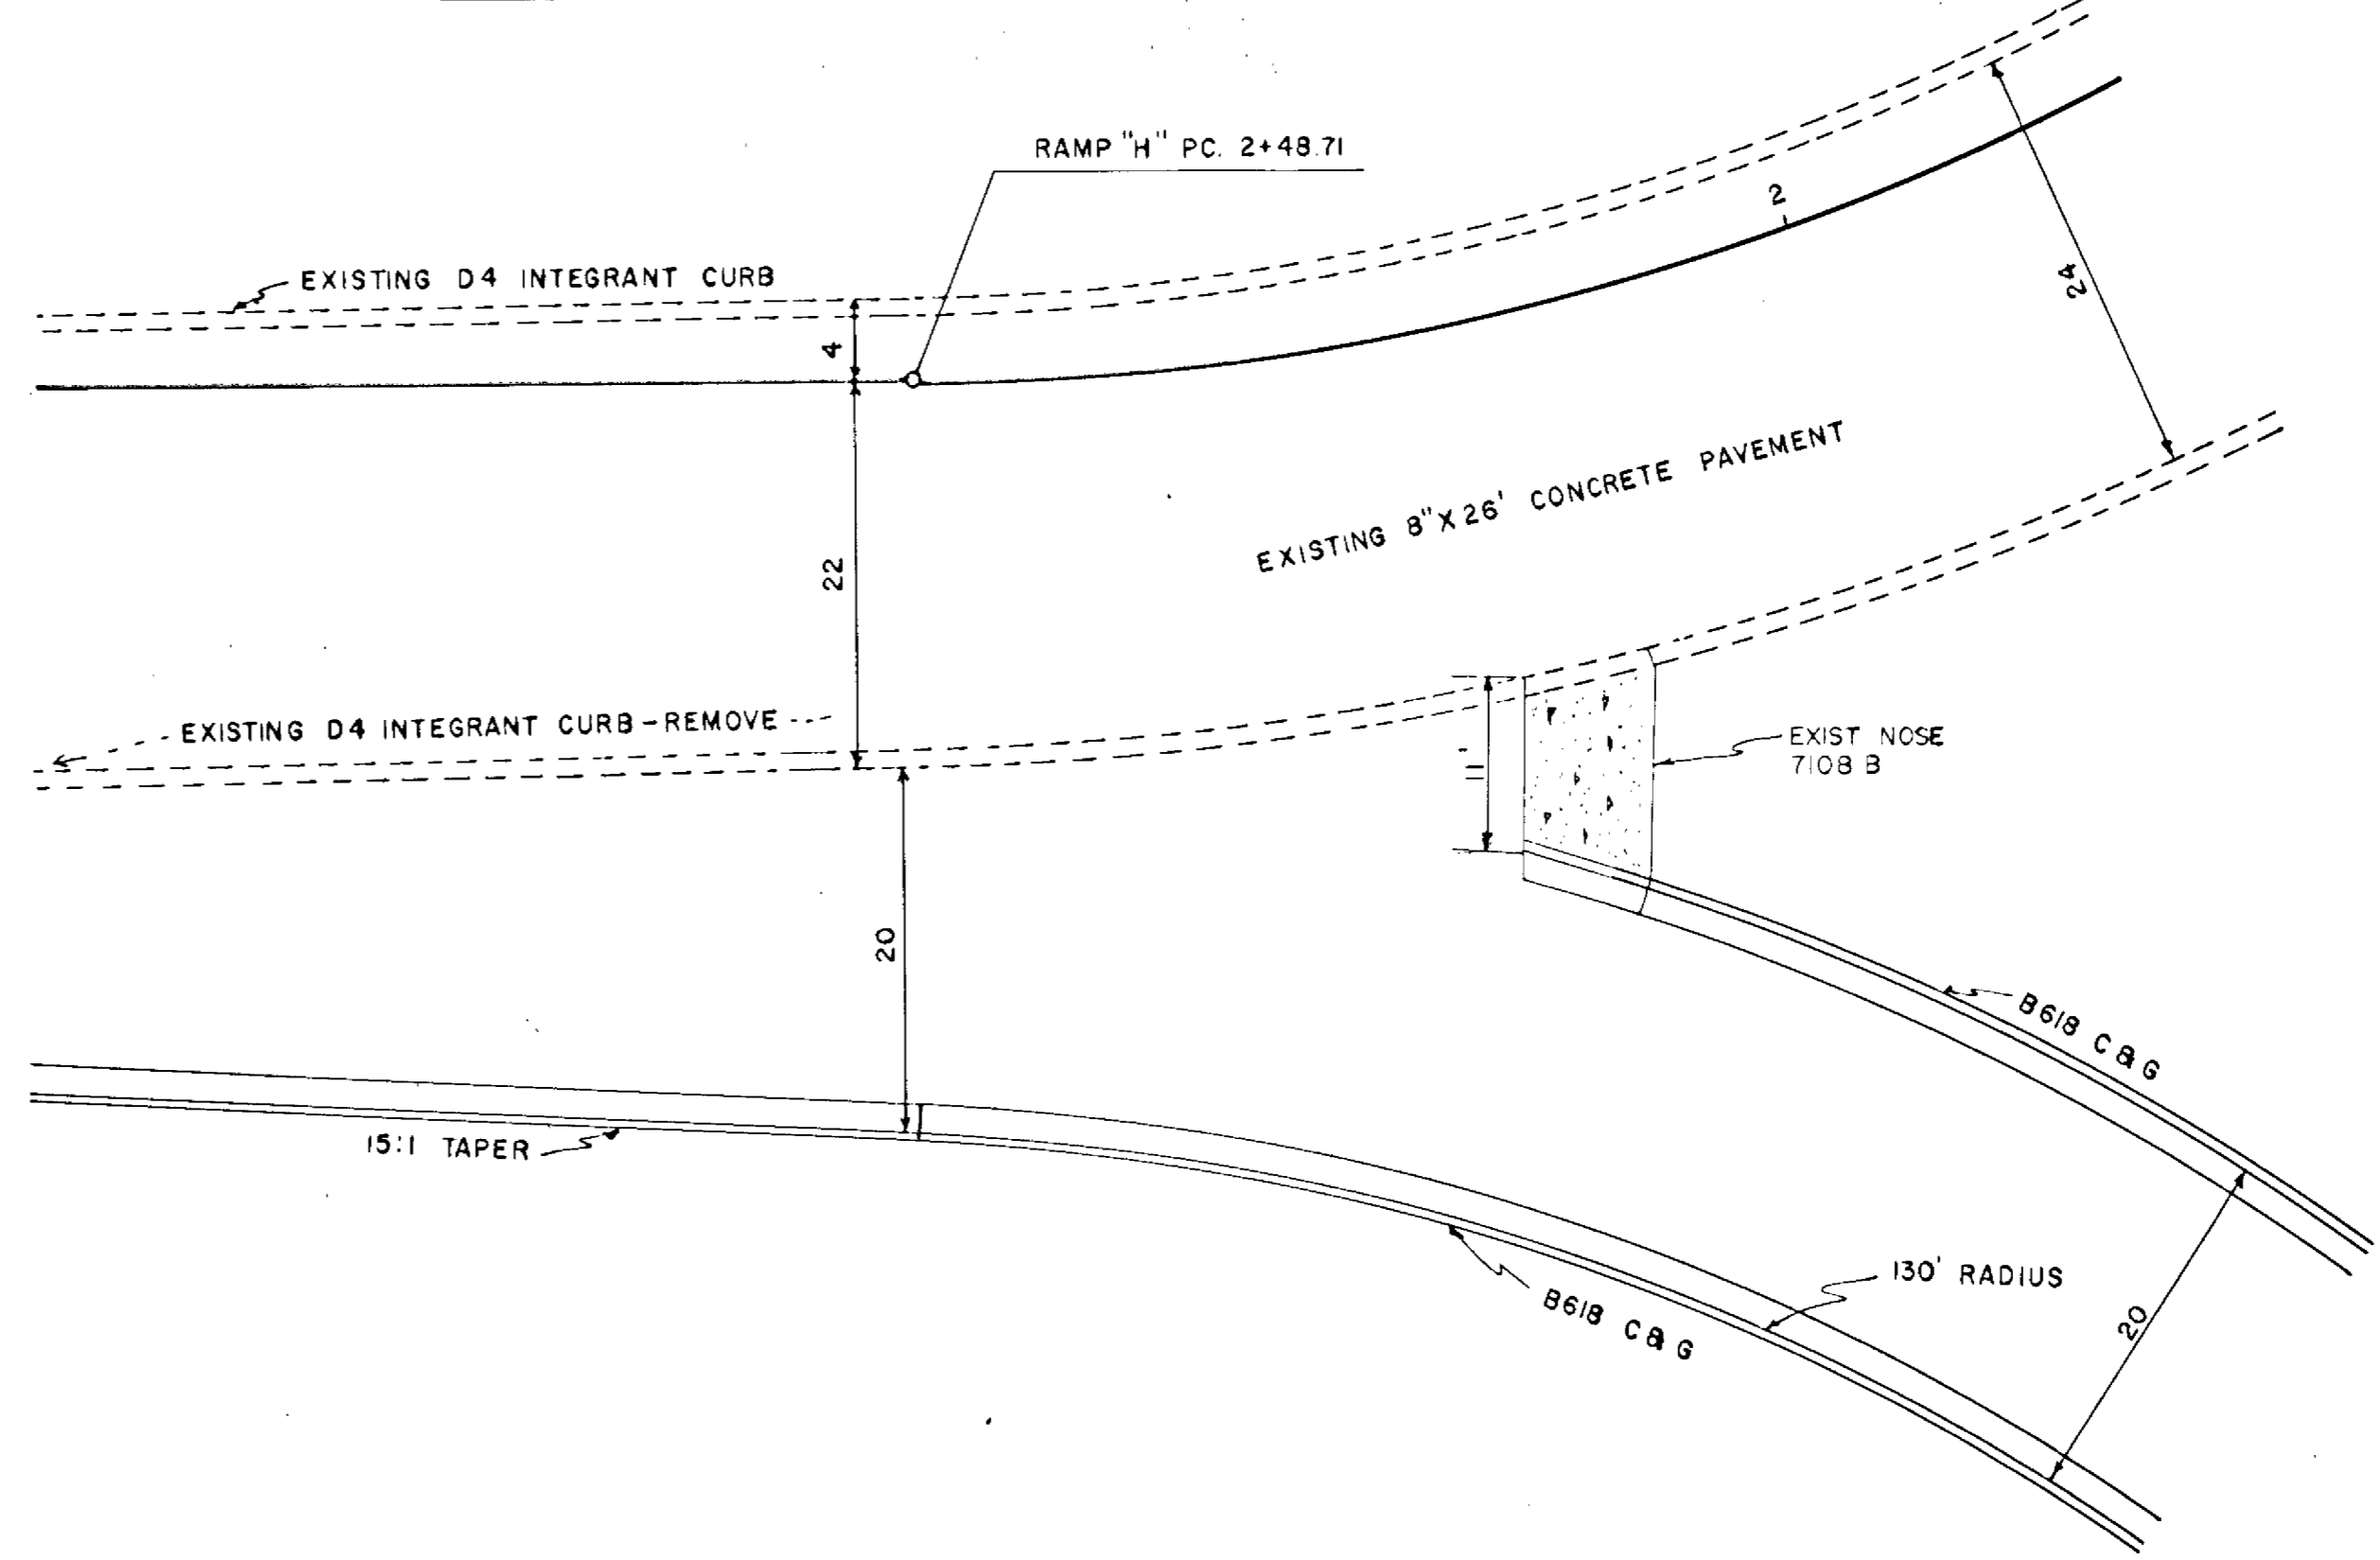 RAMP "H" PC. 2+48.71
2
EXISTING D4 INTEGRANT CURB
24
4
EXISTING 8"X26' CONCRETE PAVEMENT
22
EXISTING D4 INTEGRANT CURB-REMOVE
11'
EXIST NOSE
7108 B
20
B618 C & G
15:1 TAPER
130' RADIUS
B618 C & G
20